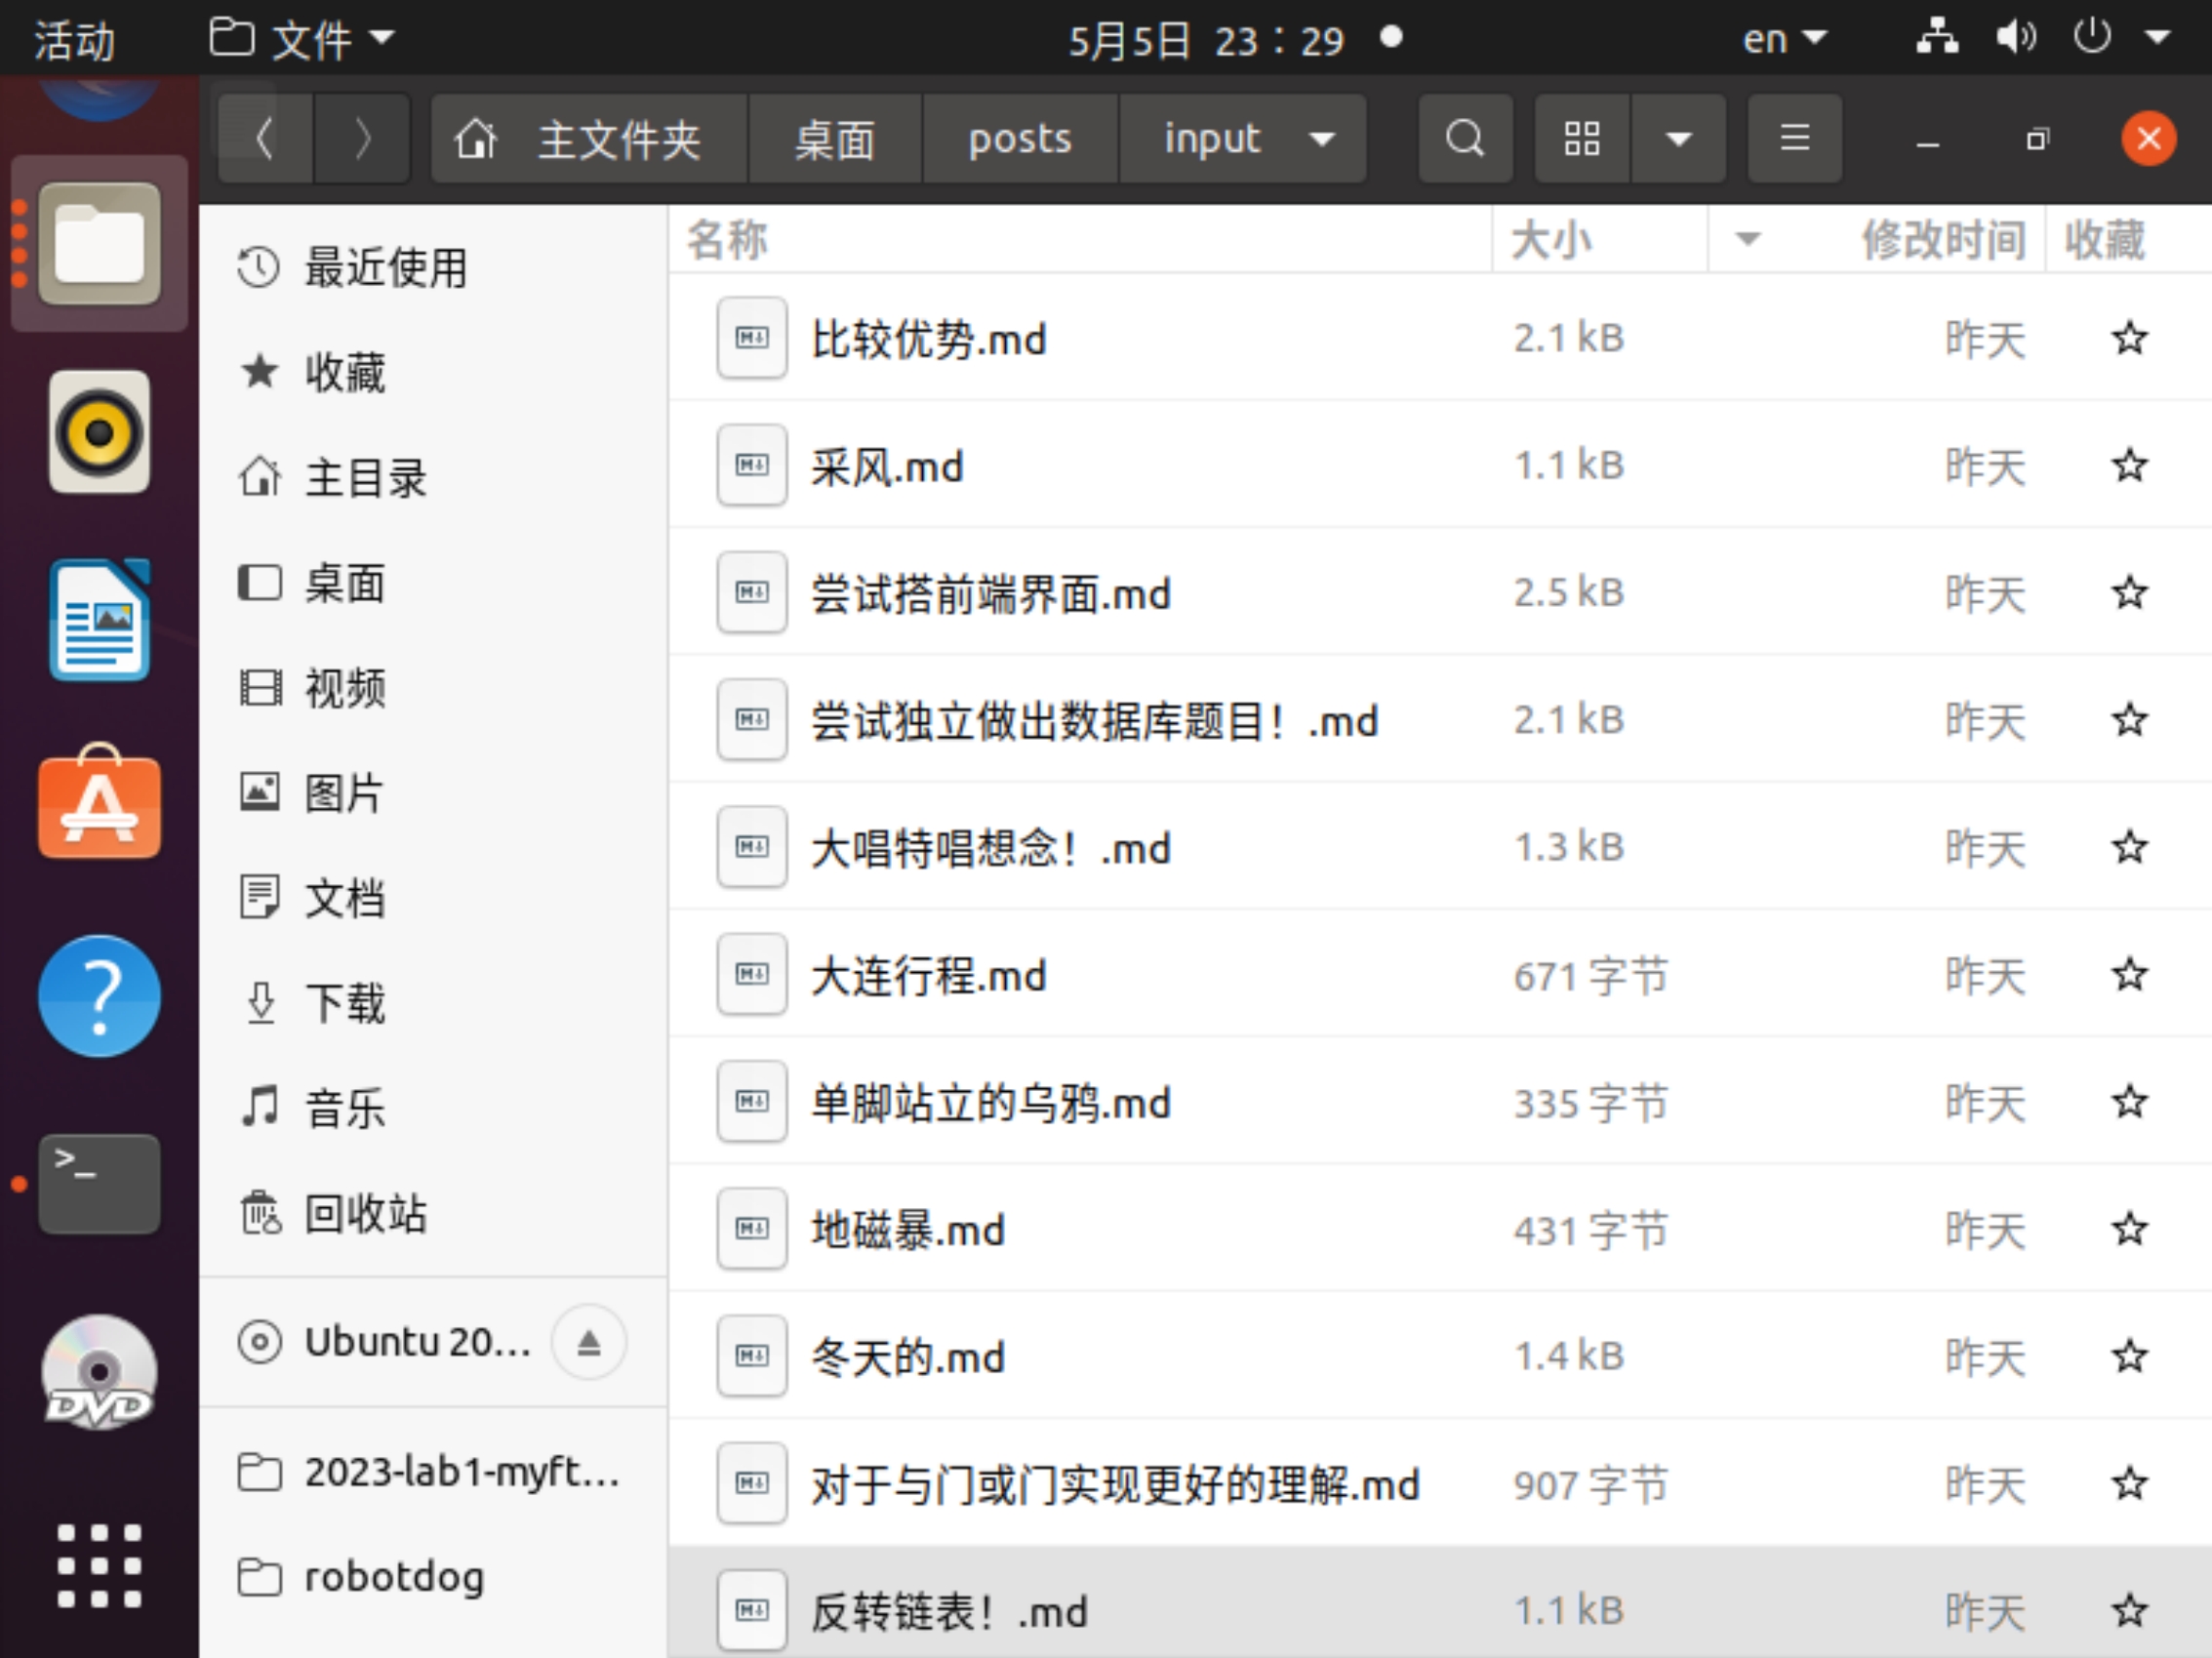 活动 文件 5月5日 23：29 en
主文件夹 桌面 posts input
名称 大小 修改时间 收藏
最近使用
收藏
主目录
桌面
视频
图片
文档
下载
音乐
回收站
Ubuntu 20...
2023-lab1-myft...
robotdog
比较优势.md 2.1 kB 昨天
采风.md 1.1 kB 昨天
尝试搭前端界面.md 2.5 kB 昨天
尝试独立做出数据库题目！.md 2.1 kB 昨天
大唱特唱想念！.md 1.3 kB 昨天
大连行程.md 671 字节 昨天
单脚站立的乌鸦.md 335 字节 昨天
地磁暴.md 431 字节 昨天
冬天的.md 1.4 kB 昨天
对于与门或门实现更好的理解.md 907 字节 昨天
反转链表！.md 1.1 kB 昨天
DVD